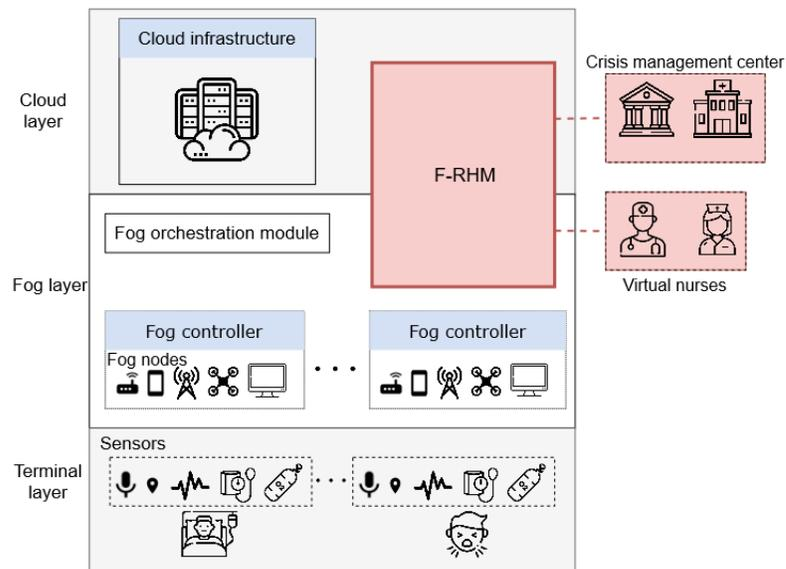 Cloud infrastructure
Crisis management center
Cloud
layer
F-RHM
Fog orchestration module
Fog layer
Virtual nurses
Fog controller
Fog controller
Fog nodes
Sensors
Terminal
layer